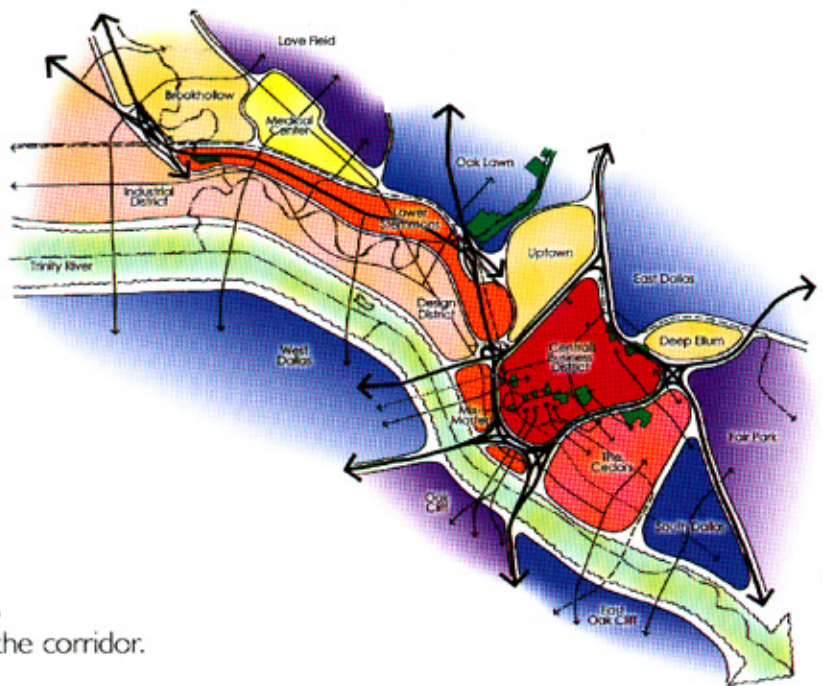 Love Field
Brookhollow
Medical
Center
Oak Lawn
Industrial
District
Lower
Stemmons
Uptown
Trinity River
East Dallas
Design
District
Deep Ellum
West
Dallas
Central
Business
District
Mix
Master
Fair Park
The
Cedars
Oak
Cliff
South Dallas
East
Oak Cliff
the corridor.